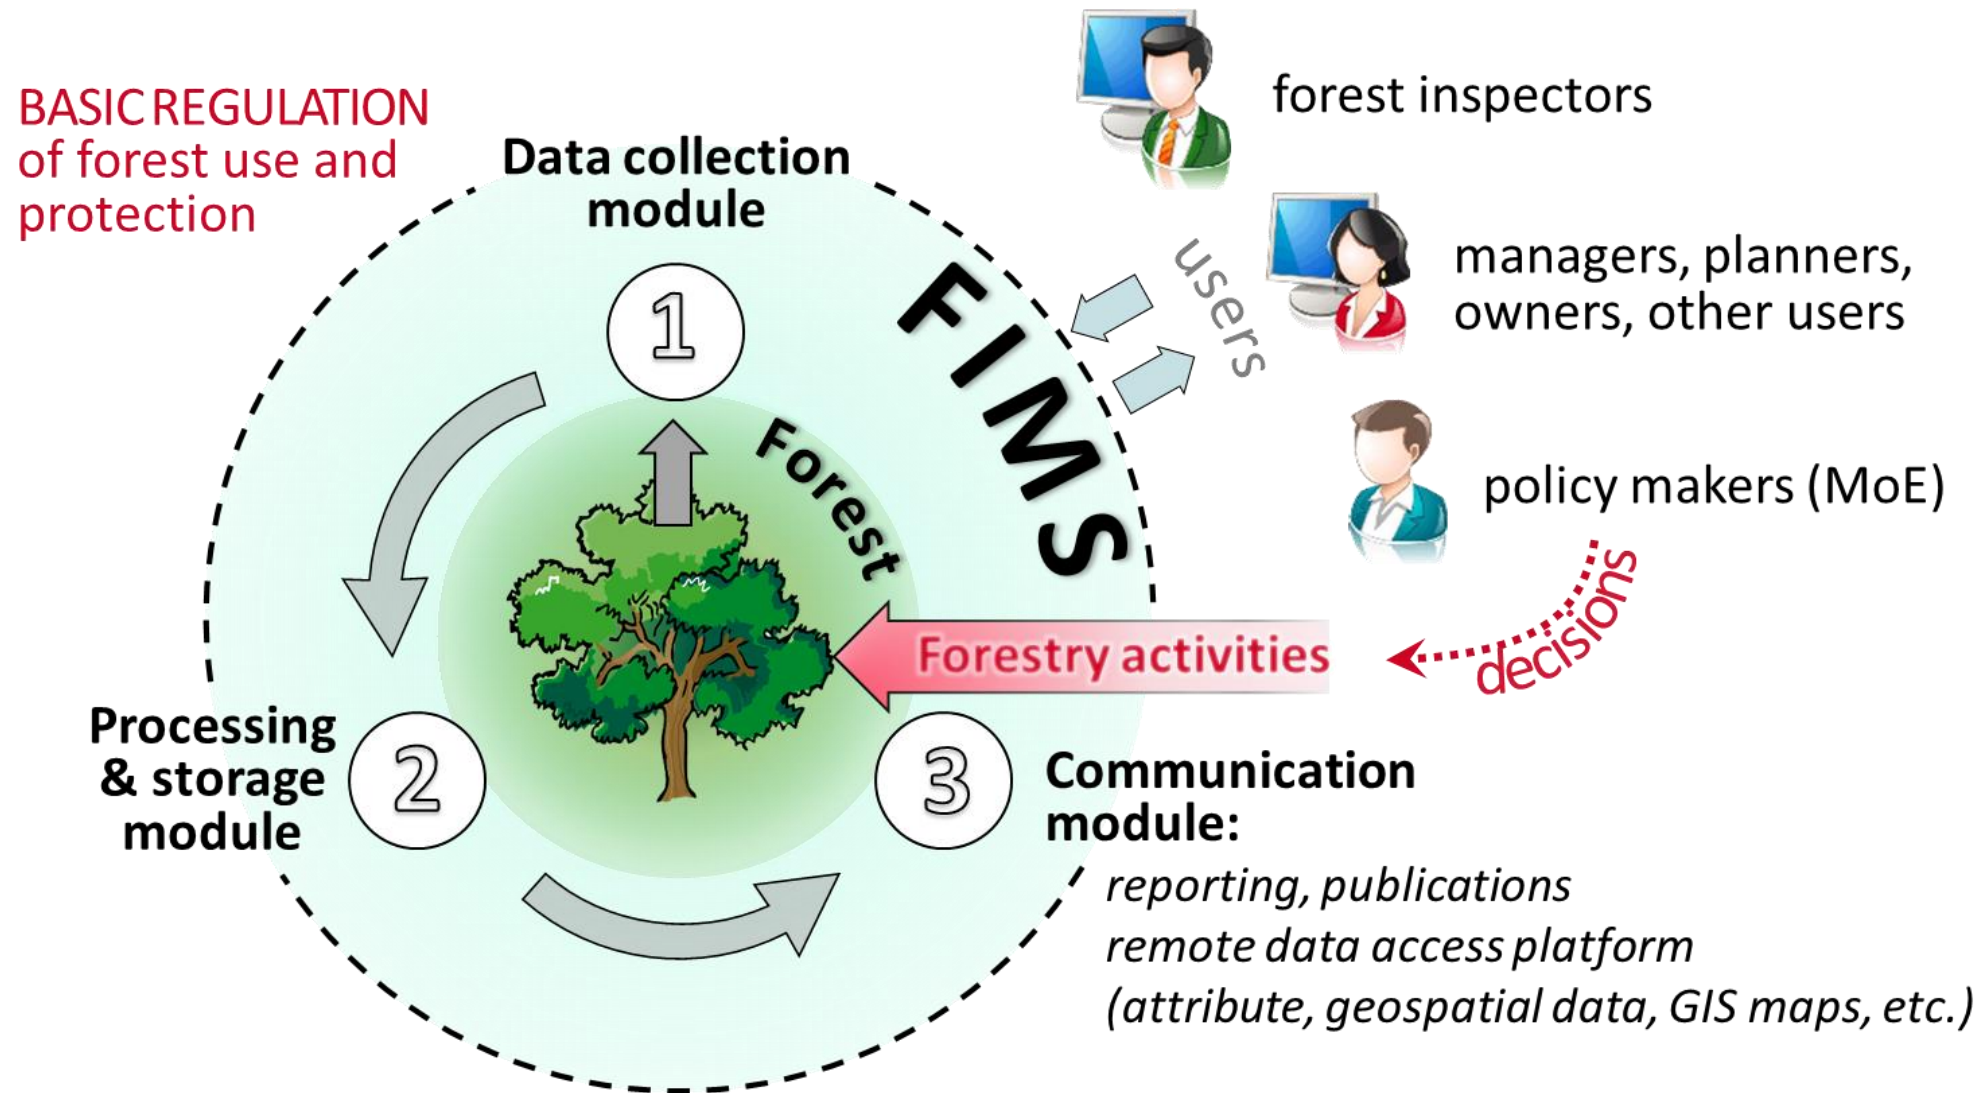 BASIC REGULATION
of forest use and
protection
Data collection
module
1
FIMS
Forest
users
forest inspectors
managers, planners,
owners, other users
policy makers (MoE)
decisions
Forestry activities
Processing
& storage
module
2
3
Communication
module:
reporting, publications
remote data access platform
(attribute, geospatial data, GIS maps, etc.)